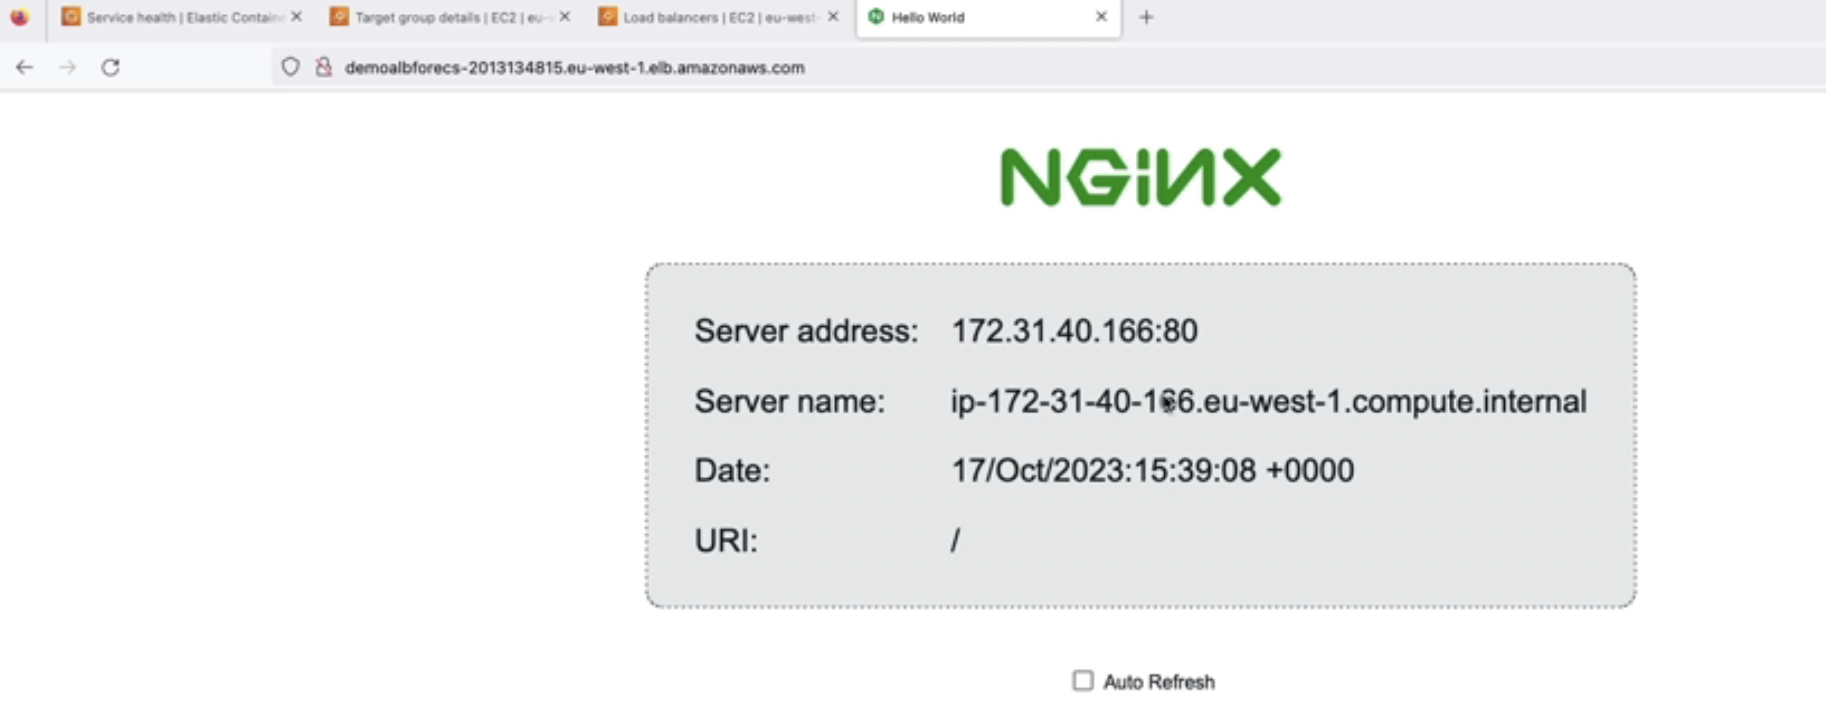 Service health | Elastic Contain
Target group details | EC2 | eu-
Load balancers | EC2 | eu-west-
Hello World
demoalbforecs-2013134815.eu-west-1.elb.amazonaws.com
NGINX
Server address: 172.31.40.166:80
Server name: ip-172-31-40-166.eu-west-1.compute.internal
Date: 17/Oct/2023:15:39:08 +0000
URI: /
Auto Refresh